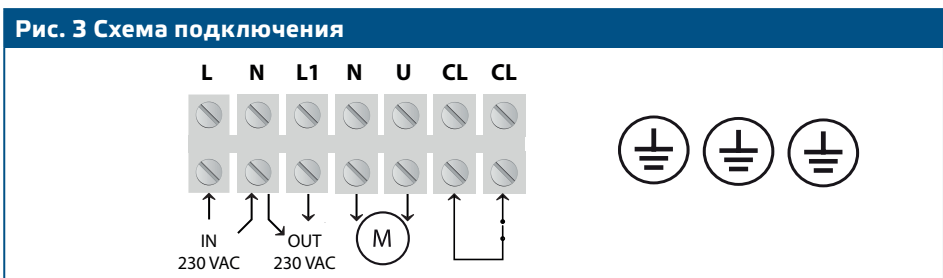 Рис. 3 Схема подключения
L N L1 N U CL CL
IN OUT M
230 VAC 230 VAC